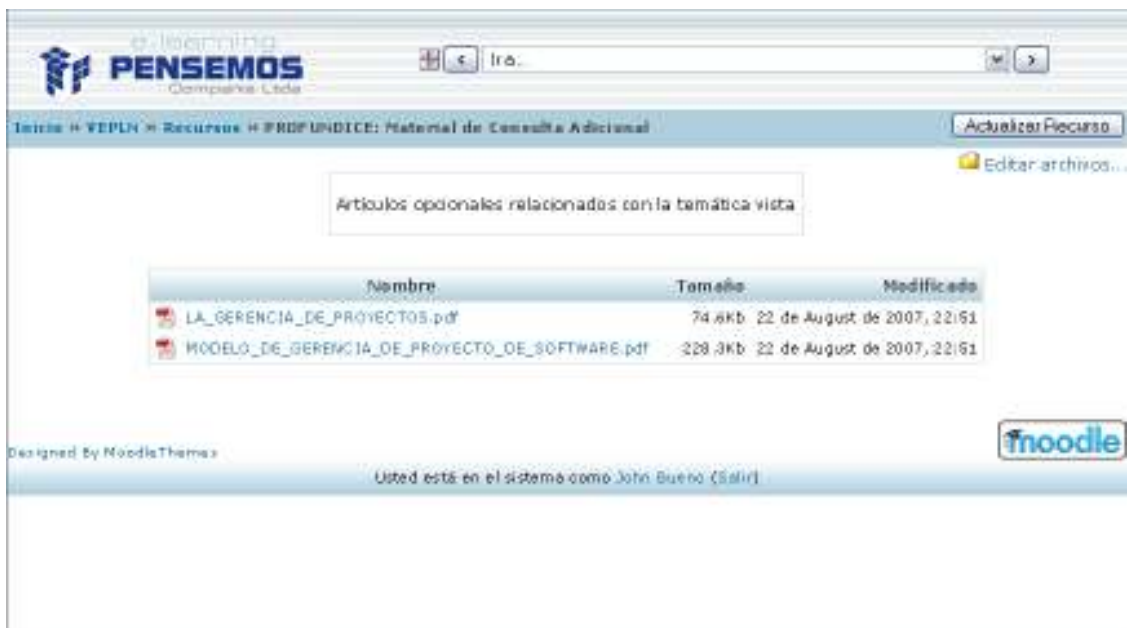 e-learning
PENSEMOS
Compañia Ltda
Ir a...
Inicio » VEPLN » Recursos » PROFUNDICE: Material de Consulta Adicional
Actualizar Recurso
Editar archivos...
Artículos opcionales relacionados con la temática vista
Nombre Tamaño Modificado
LA_GERENCIA_DE_PROYECTOS.pdf 74.6Kb 22 de August de 2007, 22:51
MODELO_DE_GERENCIA_DE_PROYECTO_DE_SOFTWARE.pdf 228.3Kb 22 de August de 2007, 22:51
moodle
Designed By MoodleThemes
Usted está en el sistema como John Bueno (Salir)